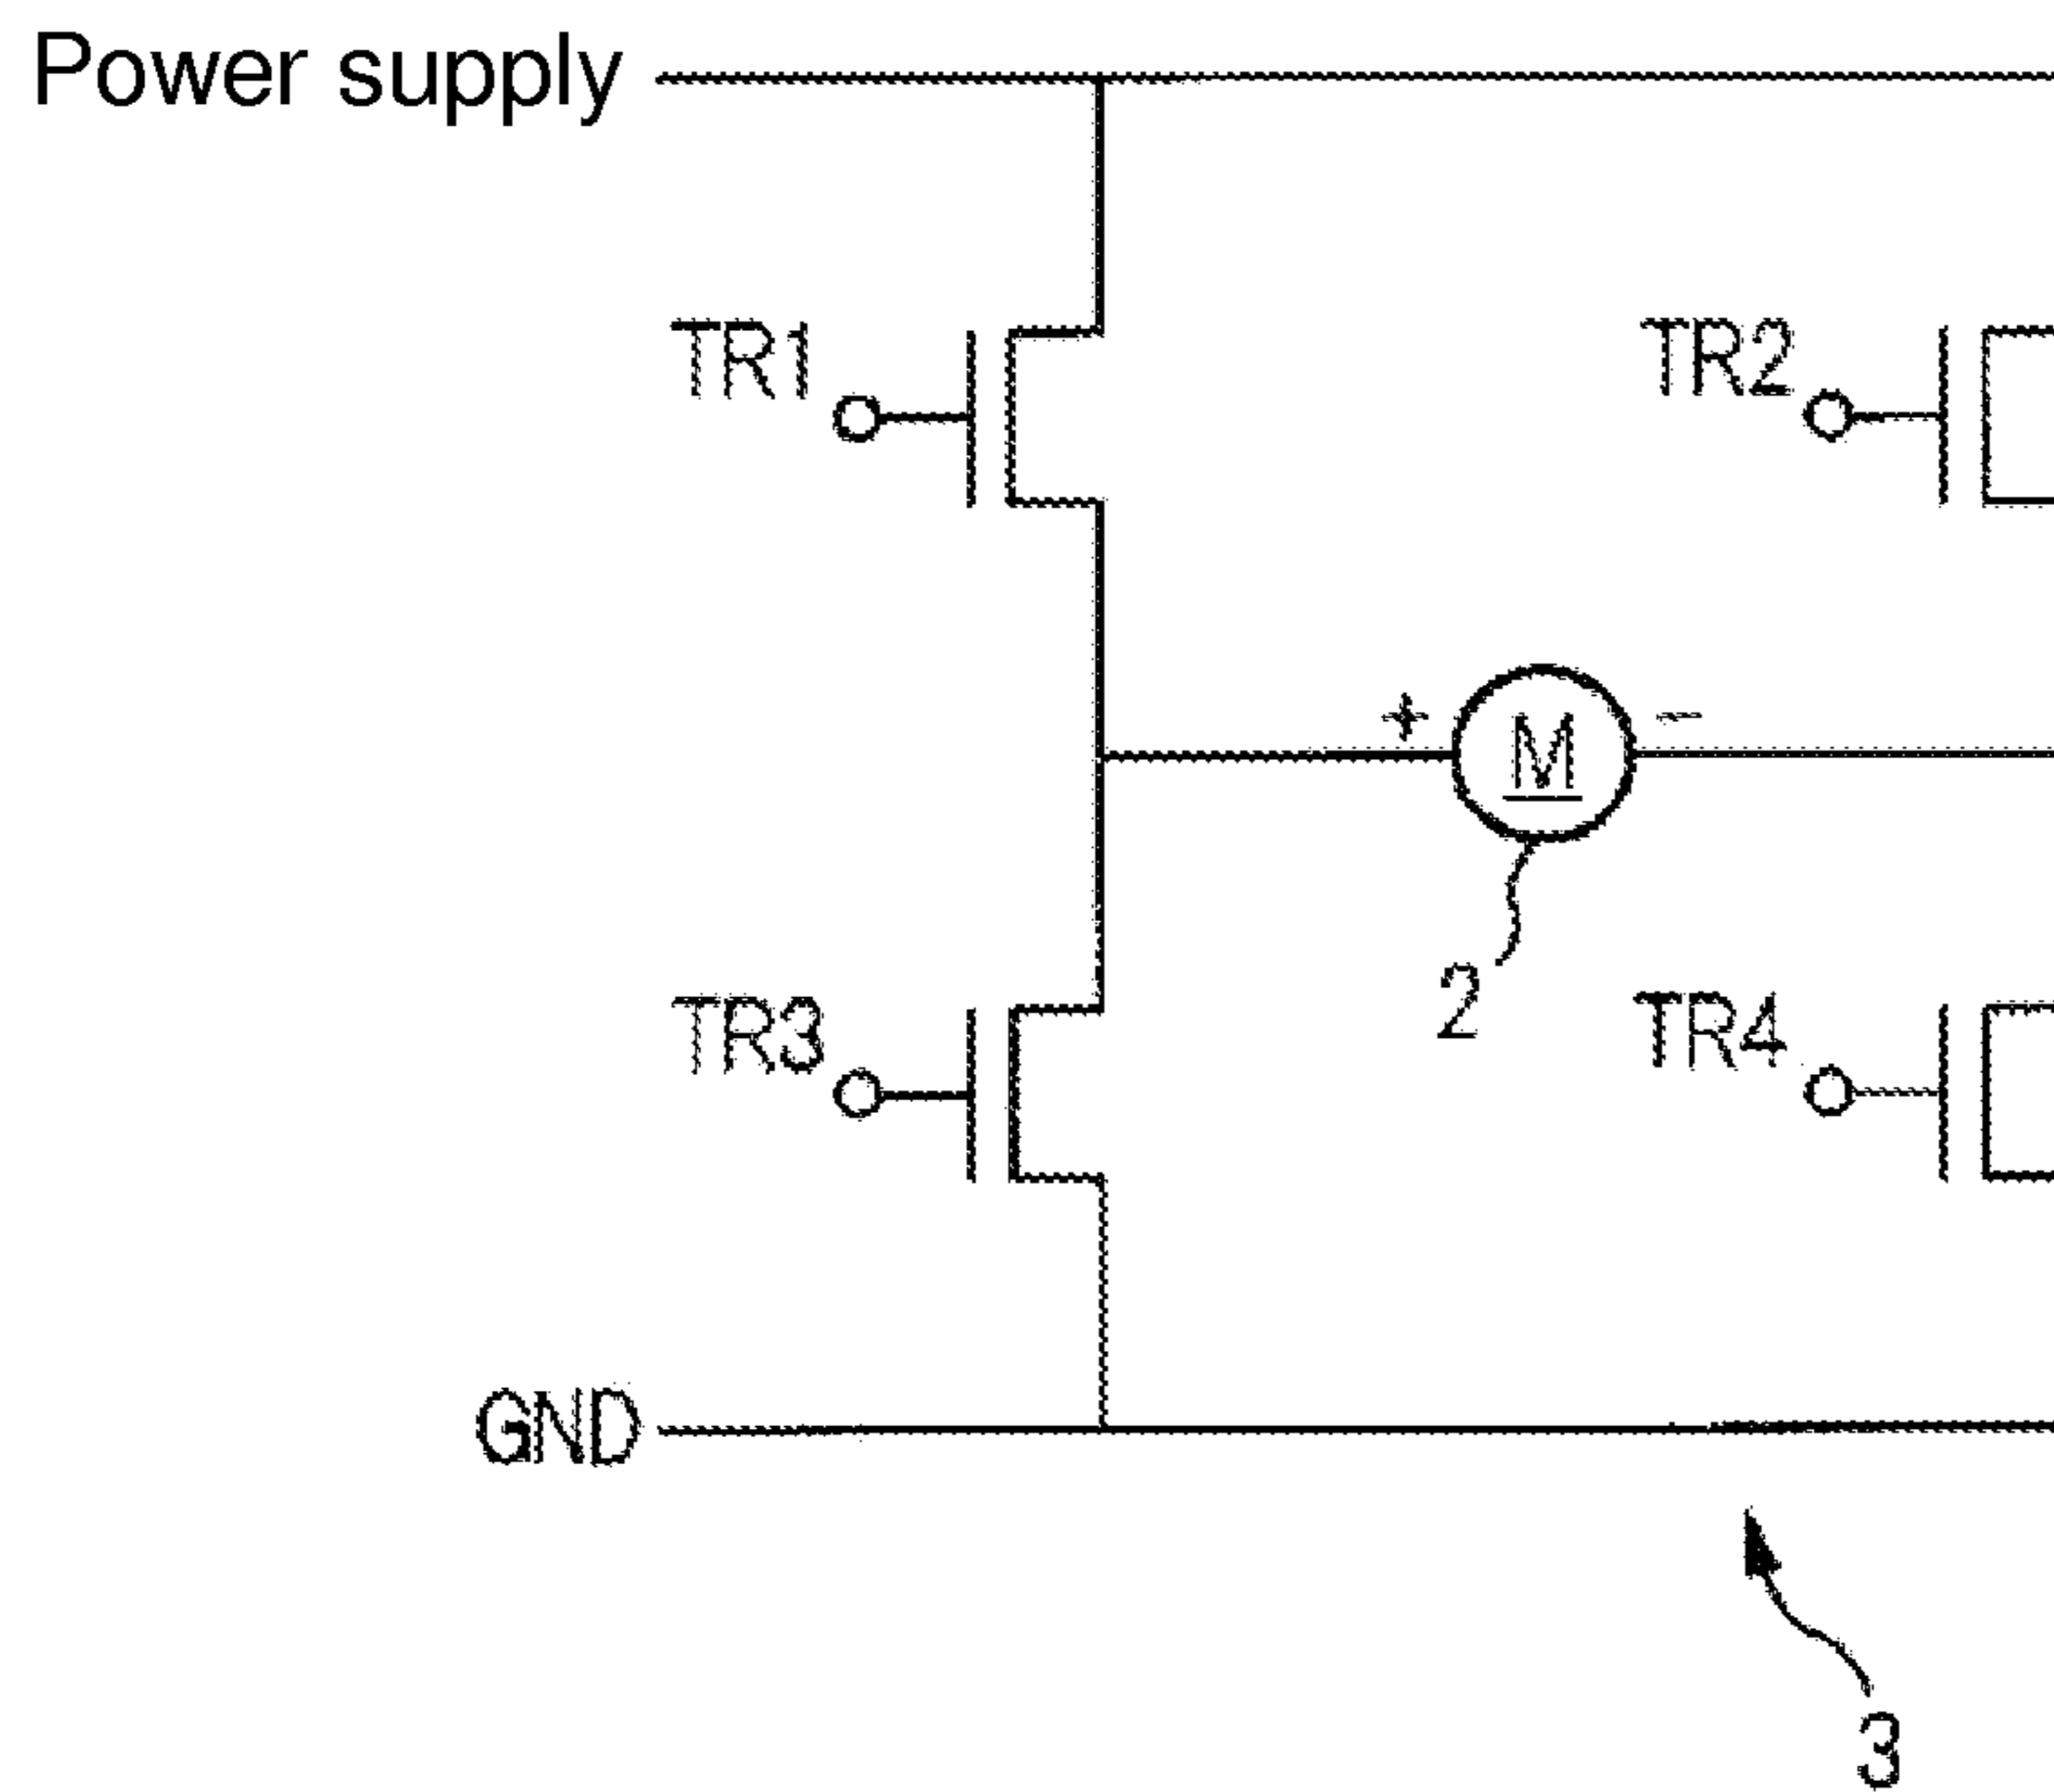 Power supply
TR1
TR2
+
−
M
2
TR3
TR4
GND
3